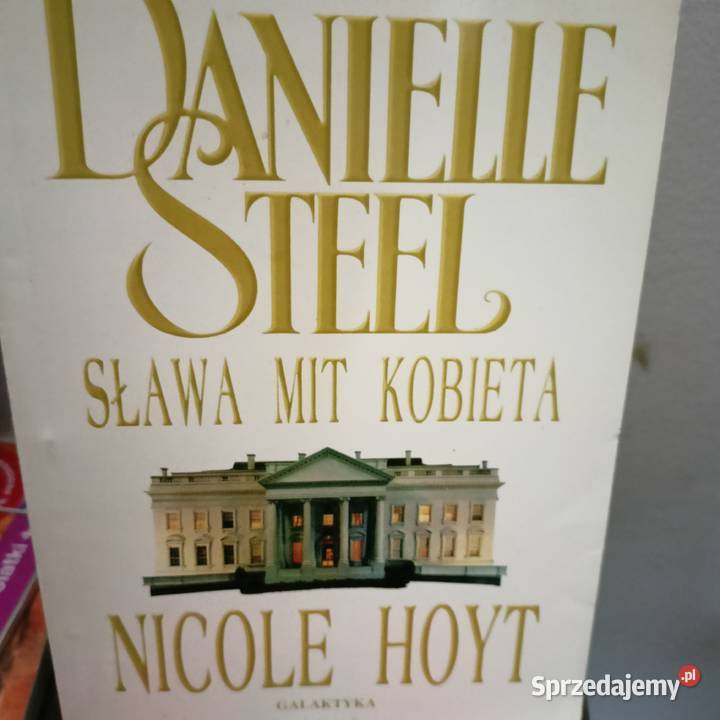 DANIELLE
STEEL
SŁAWA MIT KOBIETA
NICOLE HOYT
GALAKTYKA
Sprzedajemy.pl